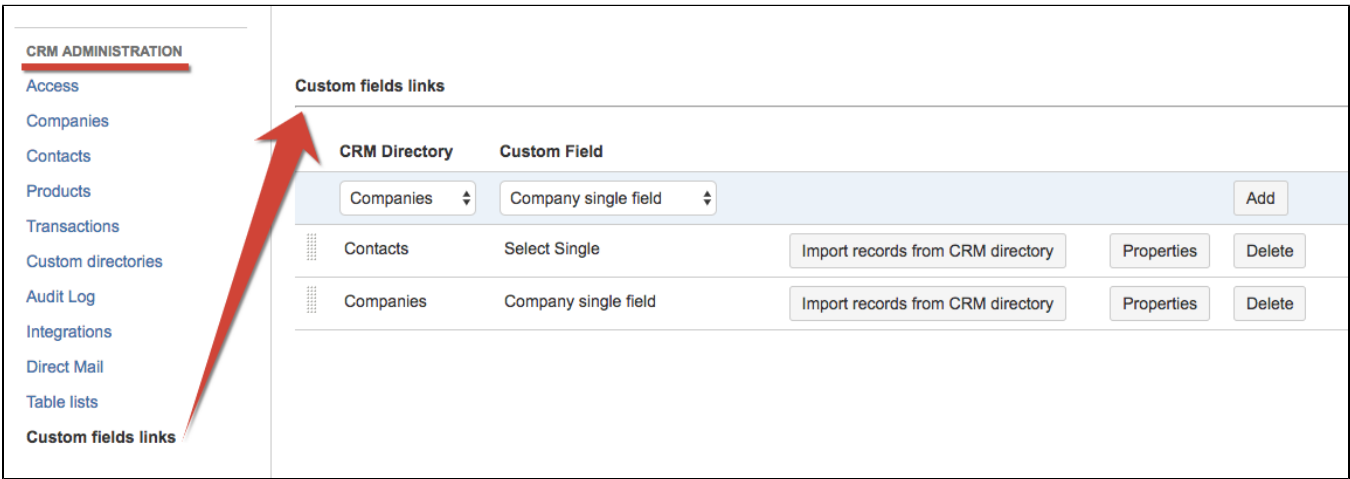 CRM ADMINISTRATION
Access
Companies
Contacts
Products
Transactions
Custom directories
Audit Log
Integrations
Direct Mail
Table lists
Custom fields links
Custom fields links
CRM Directory Custom Field
Companies Company single field Add
Contacts Select Single Import records from CRM directory Properties Delete
Companies Company single field Import records from CRM directory Properties Delete